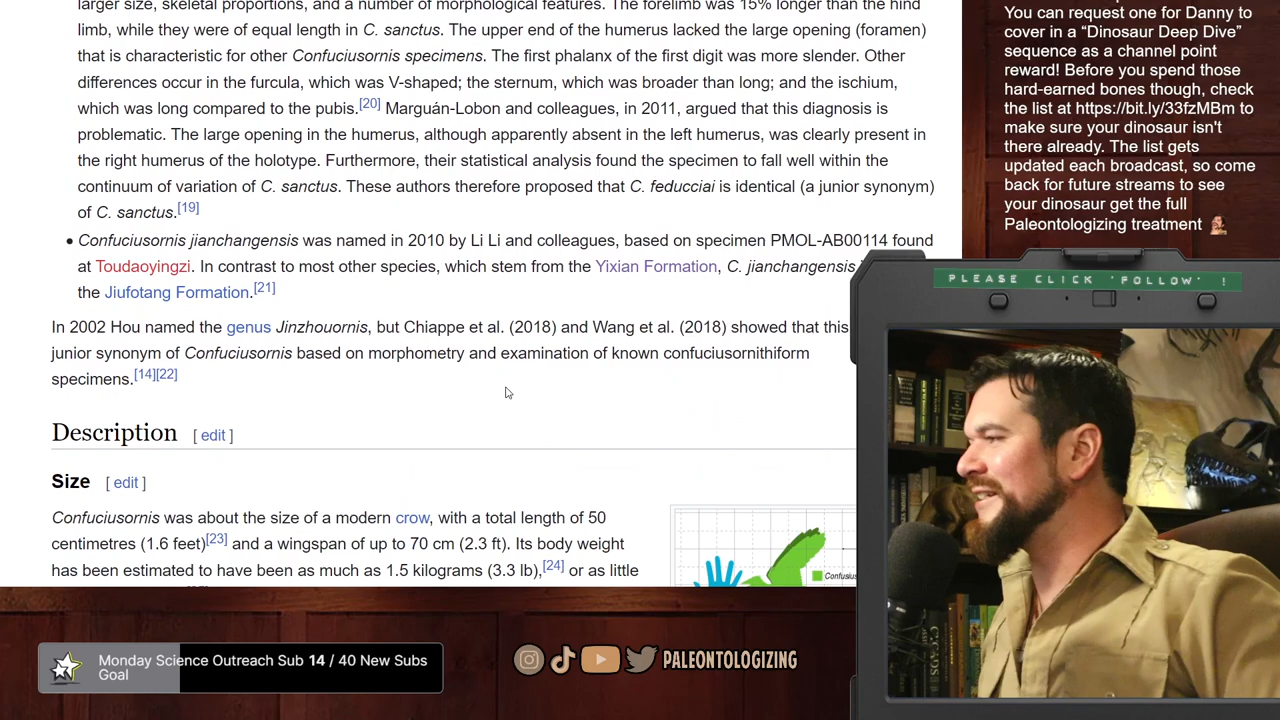 larger size, skeletal proportions, and a number of morphological features. The forelimb was 15% longer than the hind
limb, while they were of equal length in C. sanctus. The upper end of the humerus lacked the large opening (foramen)
that is characteristic for other Confuciusornis specimens. The first phalanx of the first digit was more slender. Other
differences occur in the furcula, which was V-shaped; the sternum, which was broader than long; and the ischium,
which was long compared to the pubis.[20] Marguán-Lobon and colleagues, in 2011, argued that this diagnosis is
problematic. The large opening in the humerus, although apparently absent in the left humerus, was clearly present in
the right humerus of the holotype. Furthermore, their statistical analysis found the specimen to fall well within the
continuum of variation of C. sanctus. These authors therefore proposed that C. feducciai is identical (a junior synonym)
of C. sanctus.[19]
• Confuciusornis jianchangensis was named in 2010 by Li Li and colleagues, based on specimen PMOL-AB00114 found
at Toudaoyingzi. In contrast to most other species, which stem from the Yixian Formation, C. jianchangensis
the Jiufotang Formation.[21]
In 2002 Hou named the genus Jinzhouornis, but Chiappe et al. (2018) and Wang et al. (2018) showed that this
junior synonym of Confuciusornis based on morphometry and examination of known confuciusornithiform
specimens.[14][22]
Description [ edit ]
Size [ edit ]
Confuciusornis was about the size of a modern crow, with a total length of 50
centimetres (1.6 feet)[23] and a wingspan of up to 70 cm (2.3 ft). Its body weight
has been estimated to have been as much as 1.5 kilograms (3.3 lb),[24] or as little
You can request one for Danny to
cover in a “Dinosaur Deep Dive”
sequence as a channel point
reward! Before you spend those
hard-earned bones though, check
the list at https://bit.ly/33fzMBm to
make sure your dinosaur isn't
there already. The list gets
updated each broadcast, so come
back for future streams to see
your dinosaur get the full
Paleontologizing treatment
PLEASE CLICK 'FOLLOW' !
Monday Science Outreach Sub 14 / 40 New Subs
Goal
PALEONTOLOGIZING